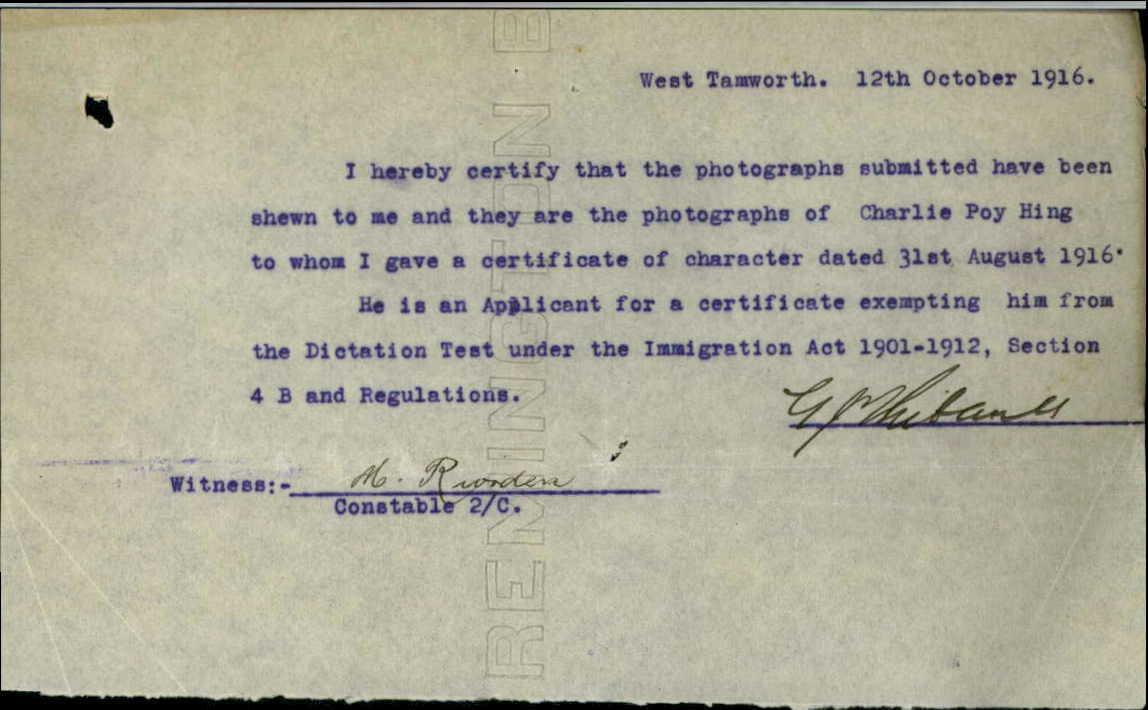 West Tamworth. 12th October 1916.
I hereby certify that the photographs submitted have been
shewn to me and they are the photographs of Charlie Poy Hing
to whom I gave a certificate of character dated 31st August 1916.
He is an Applicant for a certificate exempting him from
the Dictation Test under the Immigration Act 1901-1912, Section
4 B and Regulations.
Witness:- M.
Constable 2/C.
REMINGTON B